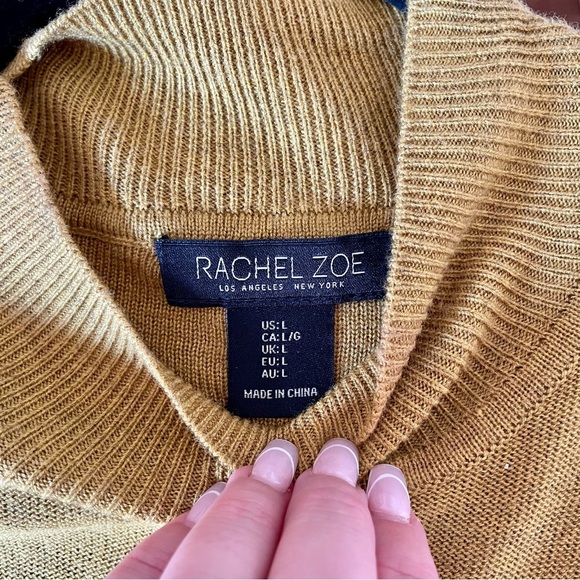 RACHEL ZOE
LOS ANGELES NEW YORK
US: L
CA: L/G
UK: L
EU: L
AU: L
MADE IN CHINA